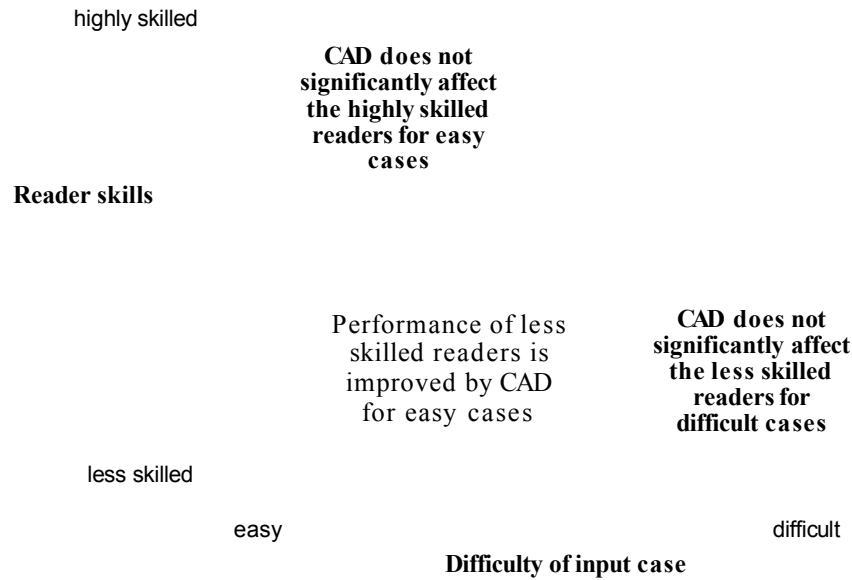 highly skilled
CAD does not
significantly affect
the highly skilled
readers for easy
cases
Reader skills
Performance of less
skilled readers is
improved by CAD
for easy cases
CAD does not
significantly affect
the less skilled
readers for
difficult cases
less skilled
easy
difficult
Difficulty of input case